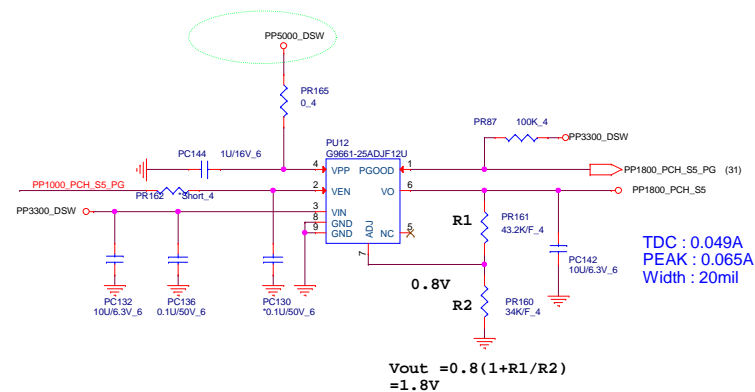 PP5000_DSW
PR165
0_4
PR87
100K_4
PP3300_DSW
PC144
1U/16V_6
PU12
G9661-25ADJF12U
4
VPP
PGOOD
1
PP1800_PCH_S5_PG (31)
PP1000_PCH_S5_PG
PR162
*Short_4
2
VEN
VO
6
PP1800_PCH_S5
PP3300_DSW
3
VIN
8
GND
9
GND
ADJ
NC
5
7
R1
PR161
43.2K/F_4
PC142
10U/6.3V_6
TDC : 0.049A
PEAK : 0.065A
Width : 20mil
PC132
10U/6.3V_6
PC136
0.1U/50V_6
PC130
*0.1U/50V_6
0.8V
R2
PR160
34K/F_4
Vout =0.8(1+R1/R2)
=1.8V